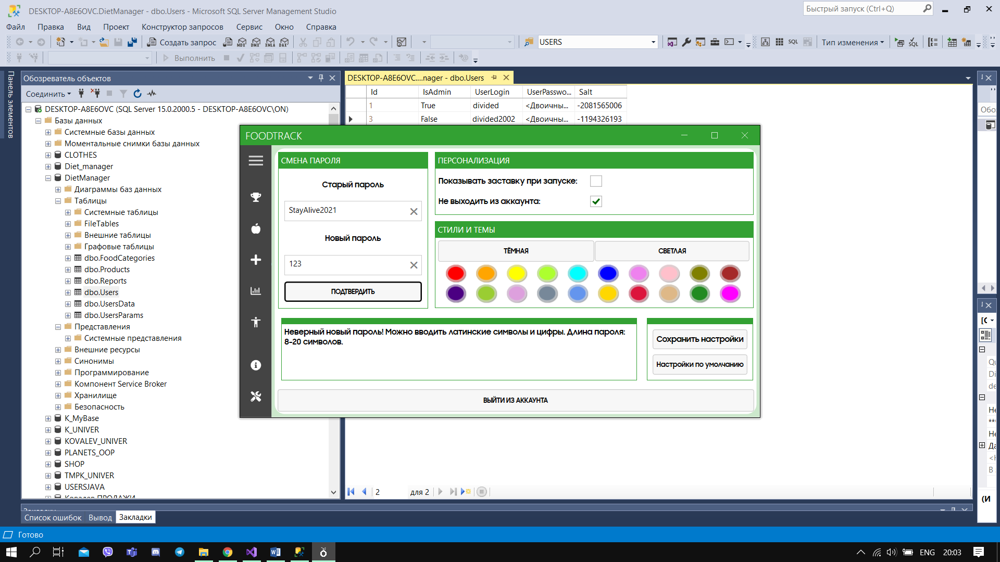 DESKTOP-A8E6OVC.DietManager - dbo.Users - Microsoft SQL Server Management Studio
Быстрый запуск (Ctrl+Q)
Файл Правка Вид Проект Конструктор запросов Сервис Окно Справка
Создать запрос
MDX DMX XMLA DAX
USERS
SQL
Тип изменения
Выполнить
Панель элементов
Обозреватель объектов
Соединить
DESKTOP-A8E6OVC (SQL Server 15.0.2000.5 - DESKTOP-A8E6OVC\ON)
Базы данных
Системные базы данных
Моментальные снимки базы данных
CLOTHES
Diet_manager
DietManager
Диаграммы баз данных
Таблицы
Системные таблицы
FileTables
Внешние таблицы
Графовые таблицы
dbo.FoodCategories
dbo.Products
dbo.Reports
dbo.Users
dbo.UsersData
dbo.UsersParams
Представления
Системные представления
Внешние ресурсы
Синонимы
Программирование
Компонент Service Broker
Хранилище
Безопасность
K_MyBase
K_UNIVER
KOVALEV_UNIVER
PLANETS_OOP
SHOP
TMPK_UNIVER
USERSJAVA
DESKTOP-A8E6OVC....nager - dbo.Users
Id IsAdmin UserLogin UserPasswo... Salt
1 True divided <Двоичны... -2081565006
3 False divided2002 <Двоичны... -1194326193
FOODTRACK
СМЕНА ПАРОЛЯ
Старый пароль
StayAlive2021
Новый пароль
123
ПОДТВЕРДИТЬ
ПЕРСОНАЛИЗАЦИЯ
Показывать заставку при запуске:
Не выходить из аккаунта:
СТИЛИ И ТЕМЫ
ТЁМНАЯ
СВЕТЛАЯ
Неверный новый пароль! Можно вводить латинские символы и цифры. Длина пароля:
8-20 символов.
Сохранить настройки
Настройки по умолчанию
ВЫЙТИ ИЗ АККАУНТА
2 для 2
Список ошибок Вывод Закладки
Готово
ENG 20:03